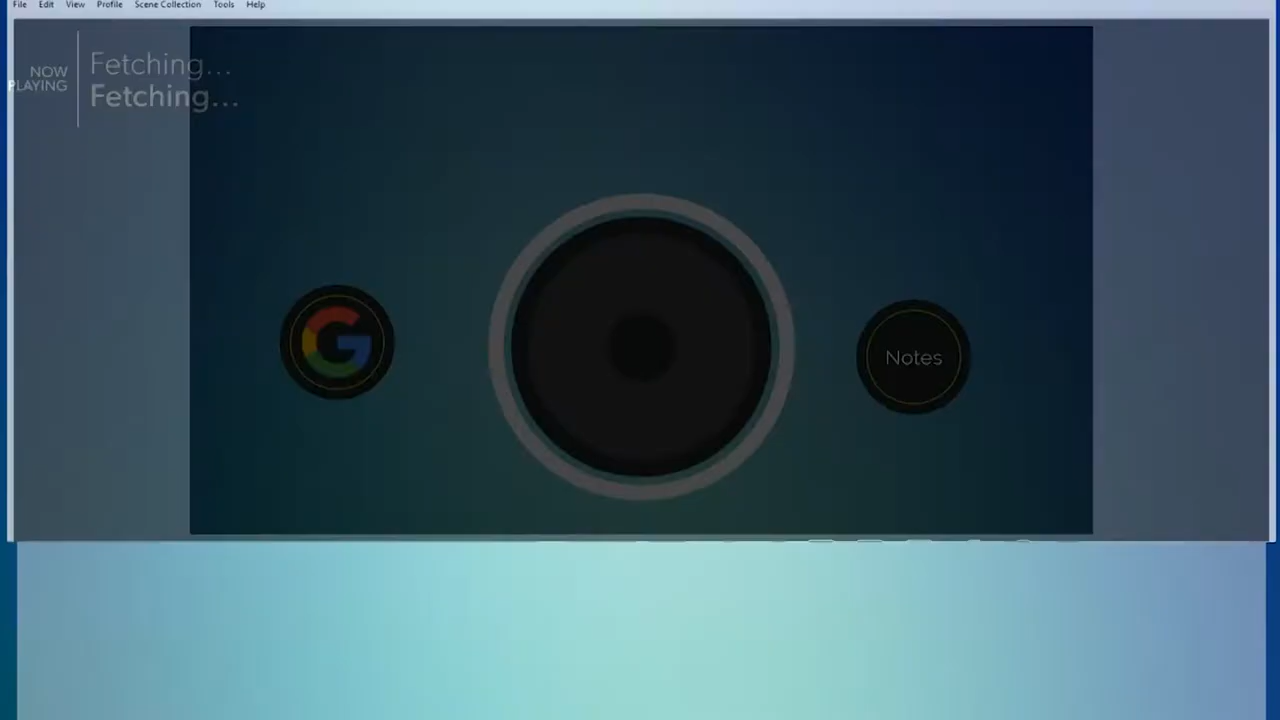 File Edit View Profile Scene Collection Tools Help
NOW
PLAYING
Fetching...
Fetching...
G
Notes